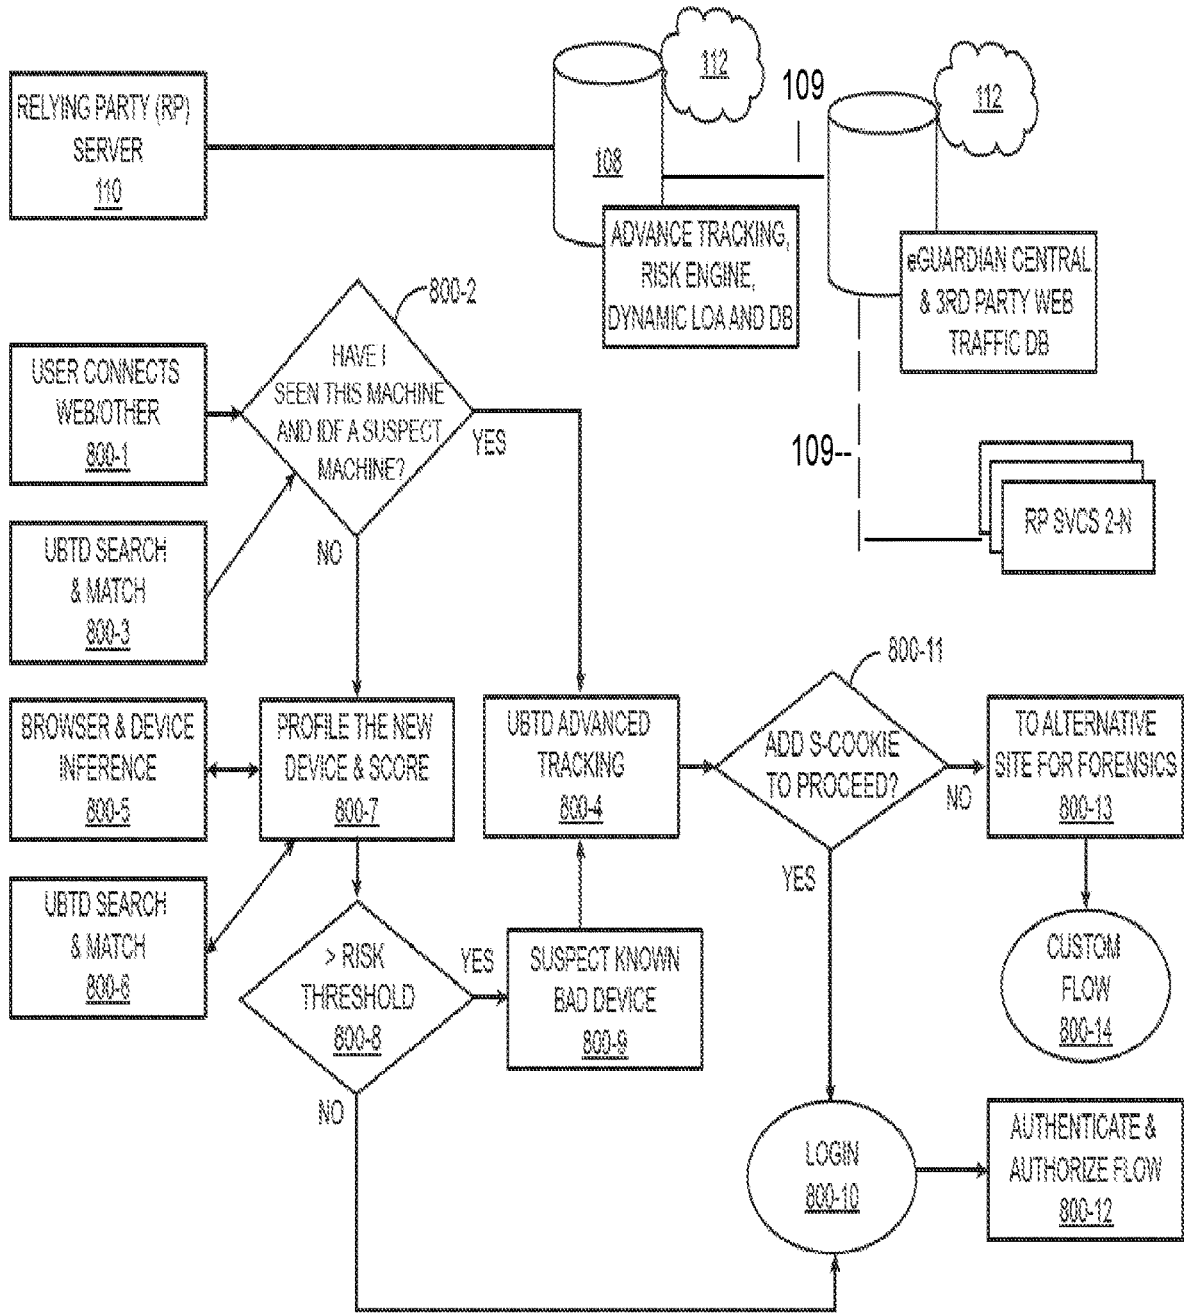 RELYING PARTY (RP)
SERVER
110
108
112
109
112
ADVANCE TRACKING,
RISK ENGINE,
DYNAMIC LOA AND DB
eGUARDIAN CENTRAL
& 3RD PARTY WEB
TRAFFIC DB
109--
RP SVCS 2-N
USER CONNECTS
WEB/OTHER
800-1
800-2
HAVE I
SEEN THIS MACHINE
AND IDF A SUSPECT
MACHINE?
YES
NO
UBTD SEARCH
& MATCH
800-3
BROWSER & DEVICE
INFERENCE
800-5
PROFILE THE NEW
DEVICE & SCORE
800-7
UBTD ADVANCED
TRACKING
800-4
800-11
ADD S-COOKIE
TO PROCEED?
NO
YES
TO ALTERNATIVE
SITE FOR FORENSICS
800-13
UBTD SEARCH
& MATCH
800-6
> RISK
THRESHOLD
800-8
YES
NO
SUSPECT KNOWN
BAD DEVICE
800-9
CUSTOM
FLOW
800-14
LOGIN
800-10
AUTHENTICATE &
AUTHORIZE FLOW
800-12